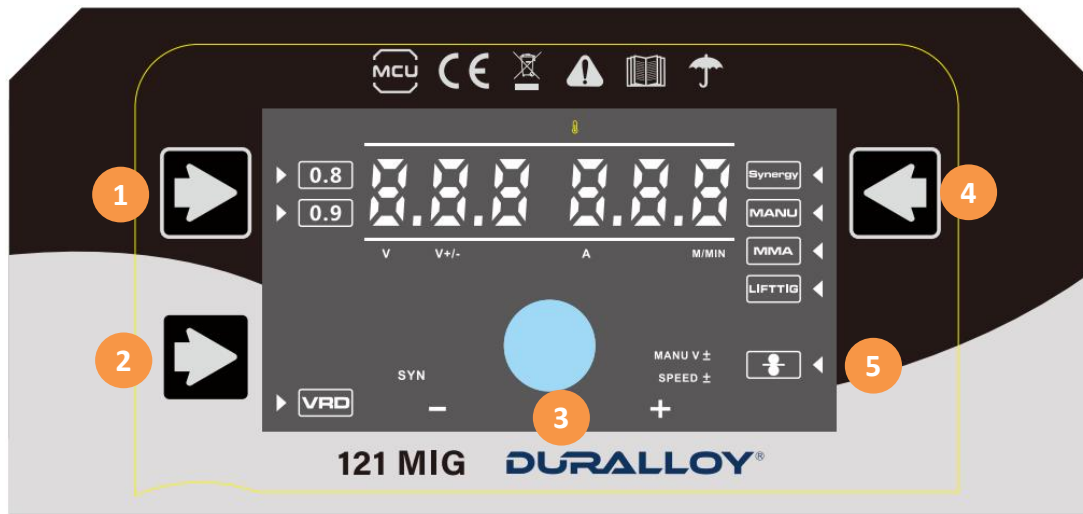 MCU CE
1
0.8
8.8.8 8.8.8
Synergy
4
0.9
MANU
V V+/- A M/MIN
MMA
LIFTTIG
2
MANU V ±
5
SYN
SPEED ±
VRD
− 3 +
121 MIG DURALLOY®